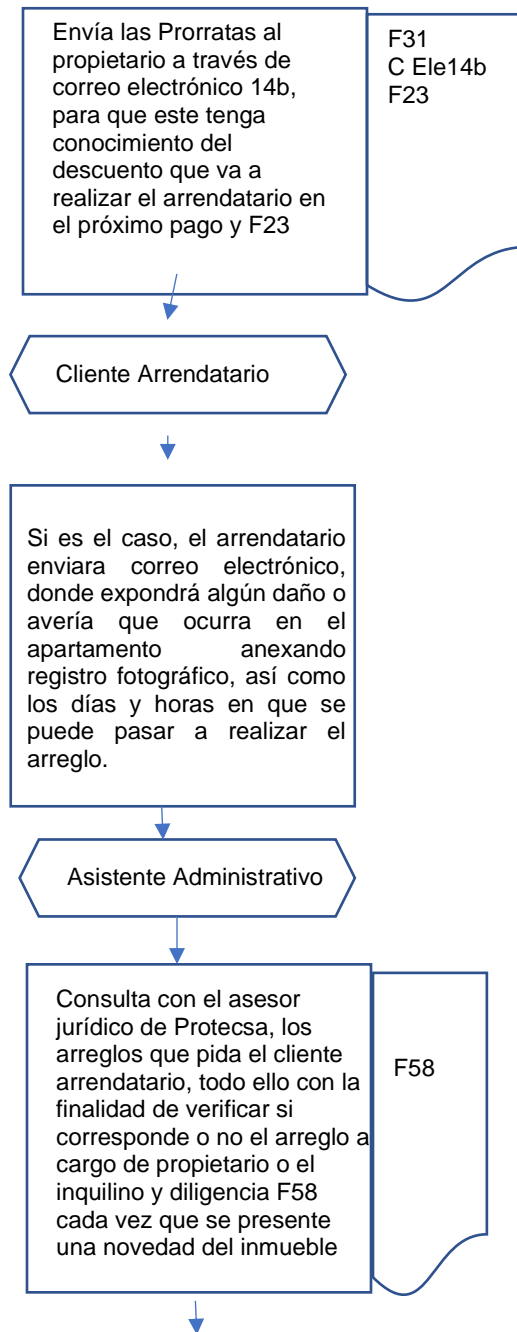 Envía las Prorratas al
propietario a través de
correo electrónico 14b,
para que este tenga
conocimiento del
descuento que va a
realizar el arrendatario en
el próximo pago y F23
F31
C Ele14b
F23
Cliente Arrendatario
Si es el caso, el arrendatario
enviara correo electrónico,
donde expondrá algún daño o
avería que ocurra en el
apartamento anexando
registro fotográfico, así como
los días y horas en que se
puede pasar a realizar el
arreglo.
Asistente Administrativo
Consulta con el asesor
jurídico de Protecsa, los
arreglos que pida el cliente
arrendatario, todo ello con la
finalidad de verificar si
corresponde o no el arreglo a
cargo de propietario o el
inquilino y diligencia F58
cada vez que se presente
una novedad del inmueble
F58